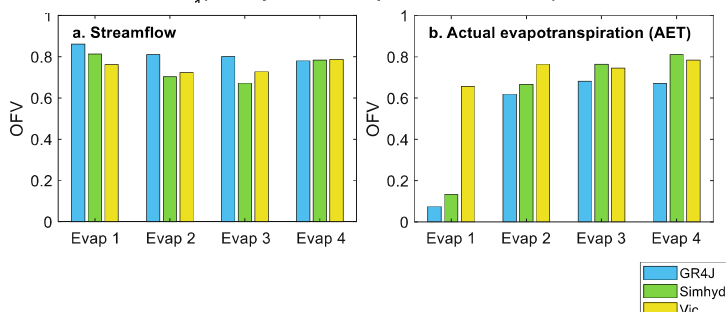 a. Streamflow
1
0.8
0.6
0.4
0.2
0
OFV
Evap 1 Evap 2 Evap 3 Evap 4
b. Actual evapotranspiration (AET)
1
0.8
0.6
0.4
0.2
0
OFV
Evap 1 Evap 2 Evap 3 Evap 4
GR4J
Simhyd
Vic